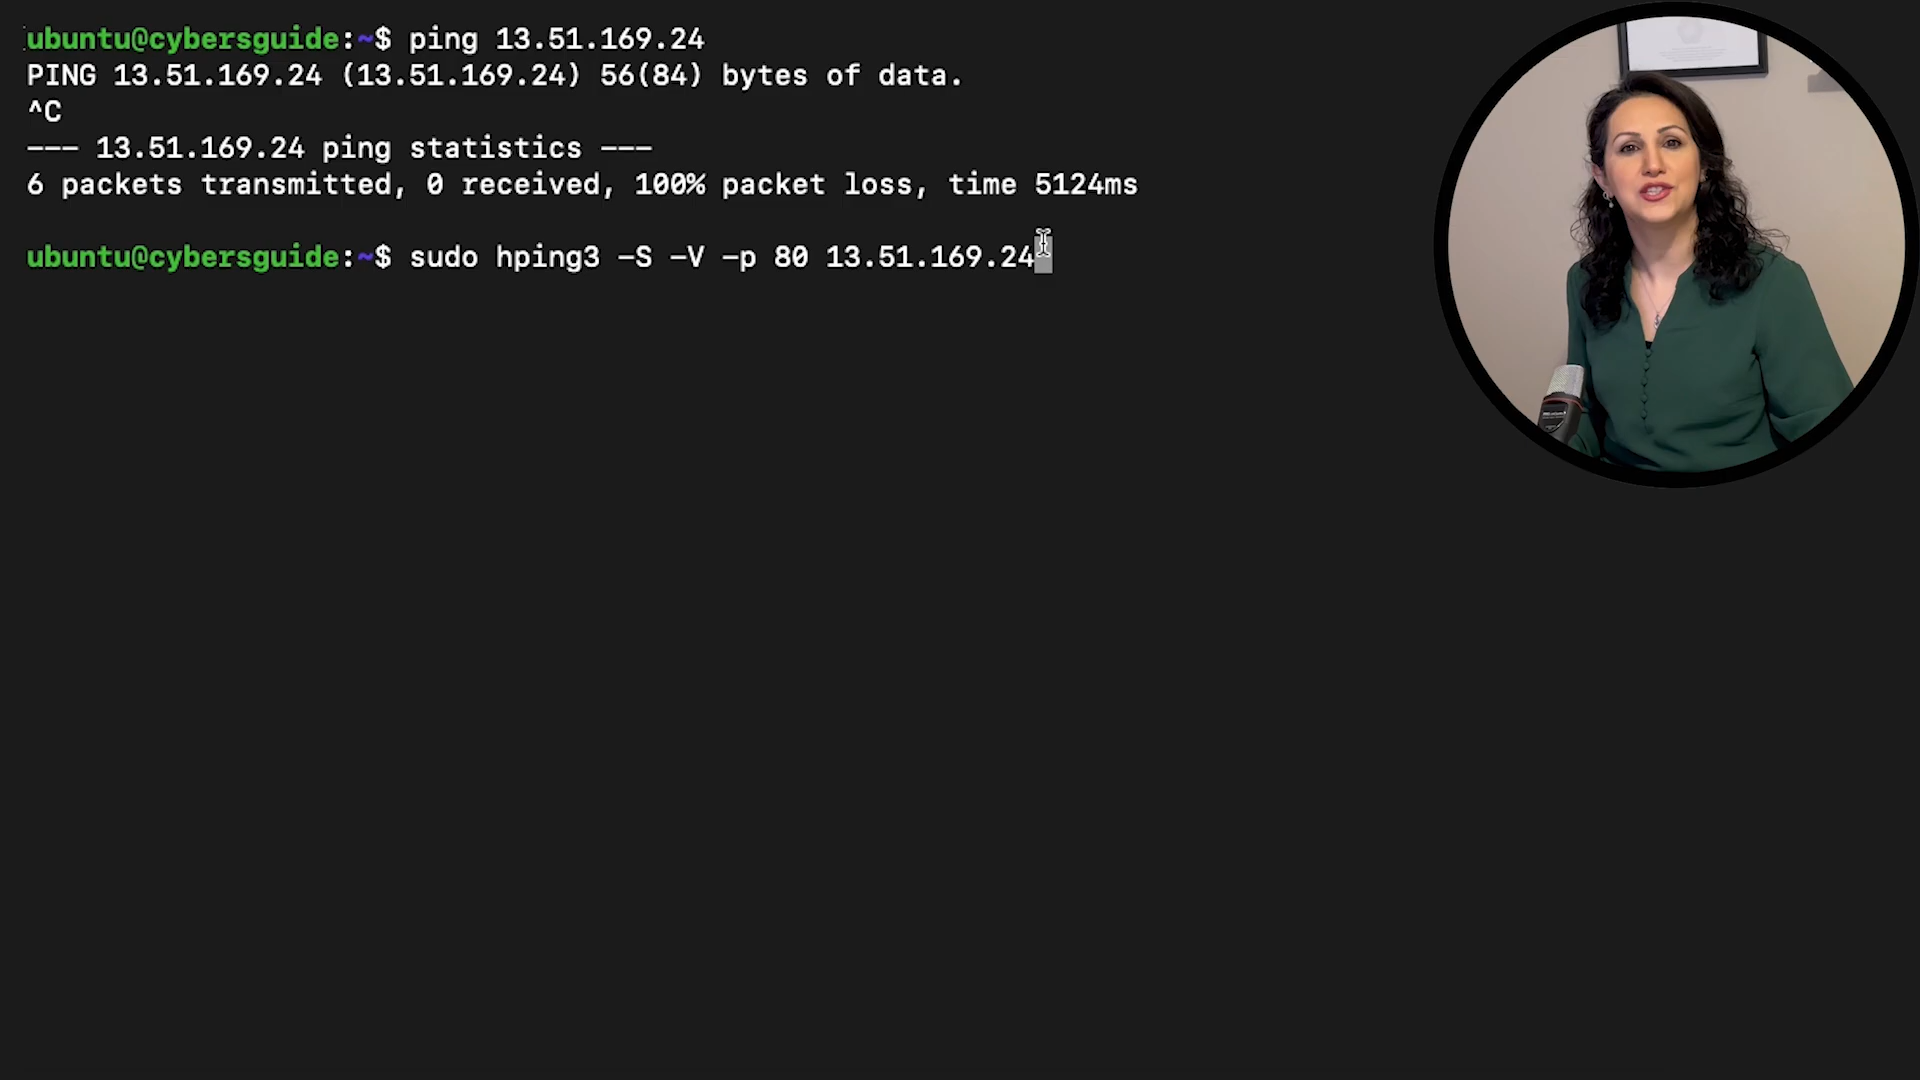 ubuntu@cybersguide:~$ ping 13.51.169.24
PING 13.51.169.24 (13.51.169.24) 56(84) bytes of data.
^C
--- 13.51.169.24 ping statistics ---
6 packets transmitted, 0 received, 100% packet loss, time 5124ms
ubuntu@cybersguide:~$ sudo hping3 -S -V -p 80 13.51.169.24